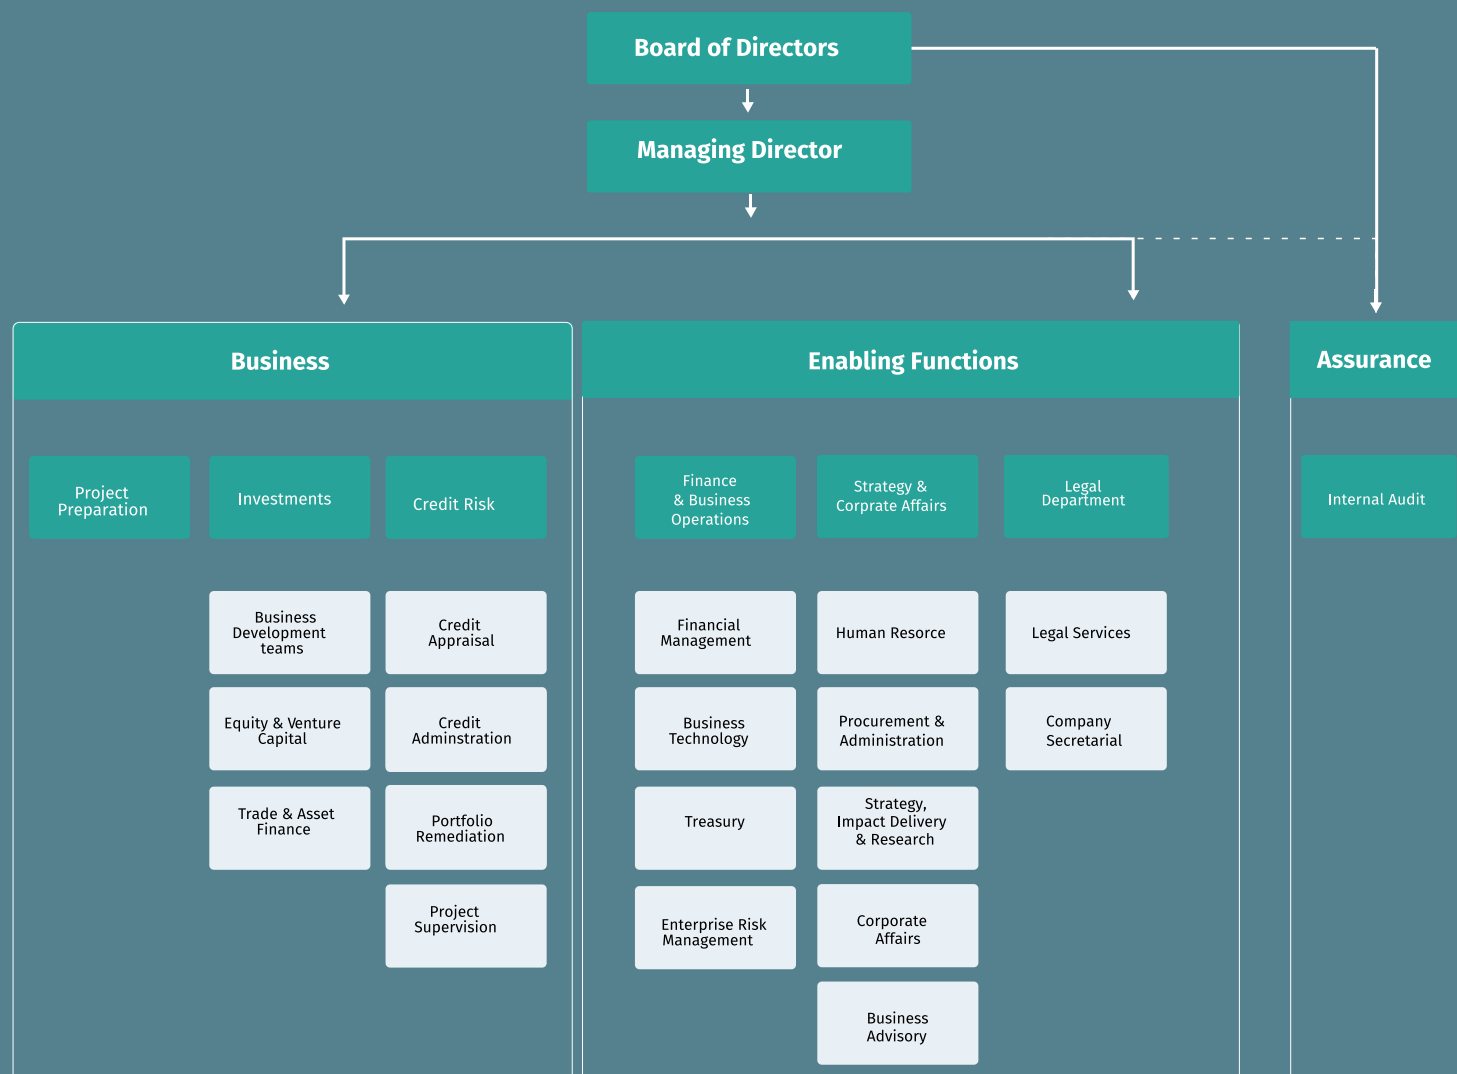 Board of Directors
Managing Director
Business
Enabling Functions
Assurance
Project
Preparation
Investments
Credit Risk
Finance
& Business
Operations
Strategy &
Corprate Affairs
Legal
Department
Internal Audit
Business
Development
teams
Credit
Appraisal
Financial
Management
Human Resorce
Legal Services
Equity & Venture
Capital
Credit
Adminstration
Business
Technology
Procurement &
Administration
Company
Secretarial
Trade & Asset
Finance
Portfolio
Remediation
Treasury
Strategy,
Impact Delivery
& Research
Project
Supervision
Enterprise Risk
Management
Corporate
Affairs
Business
Advisory